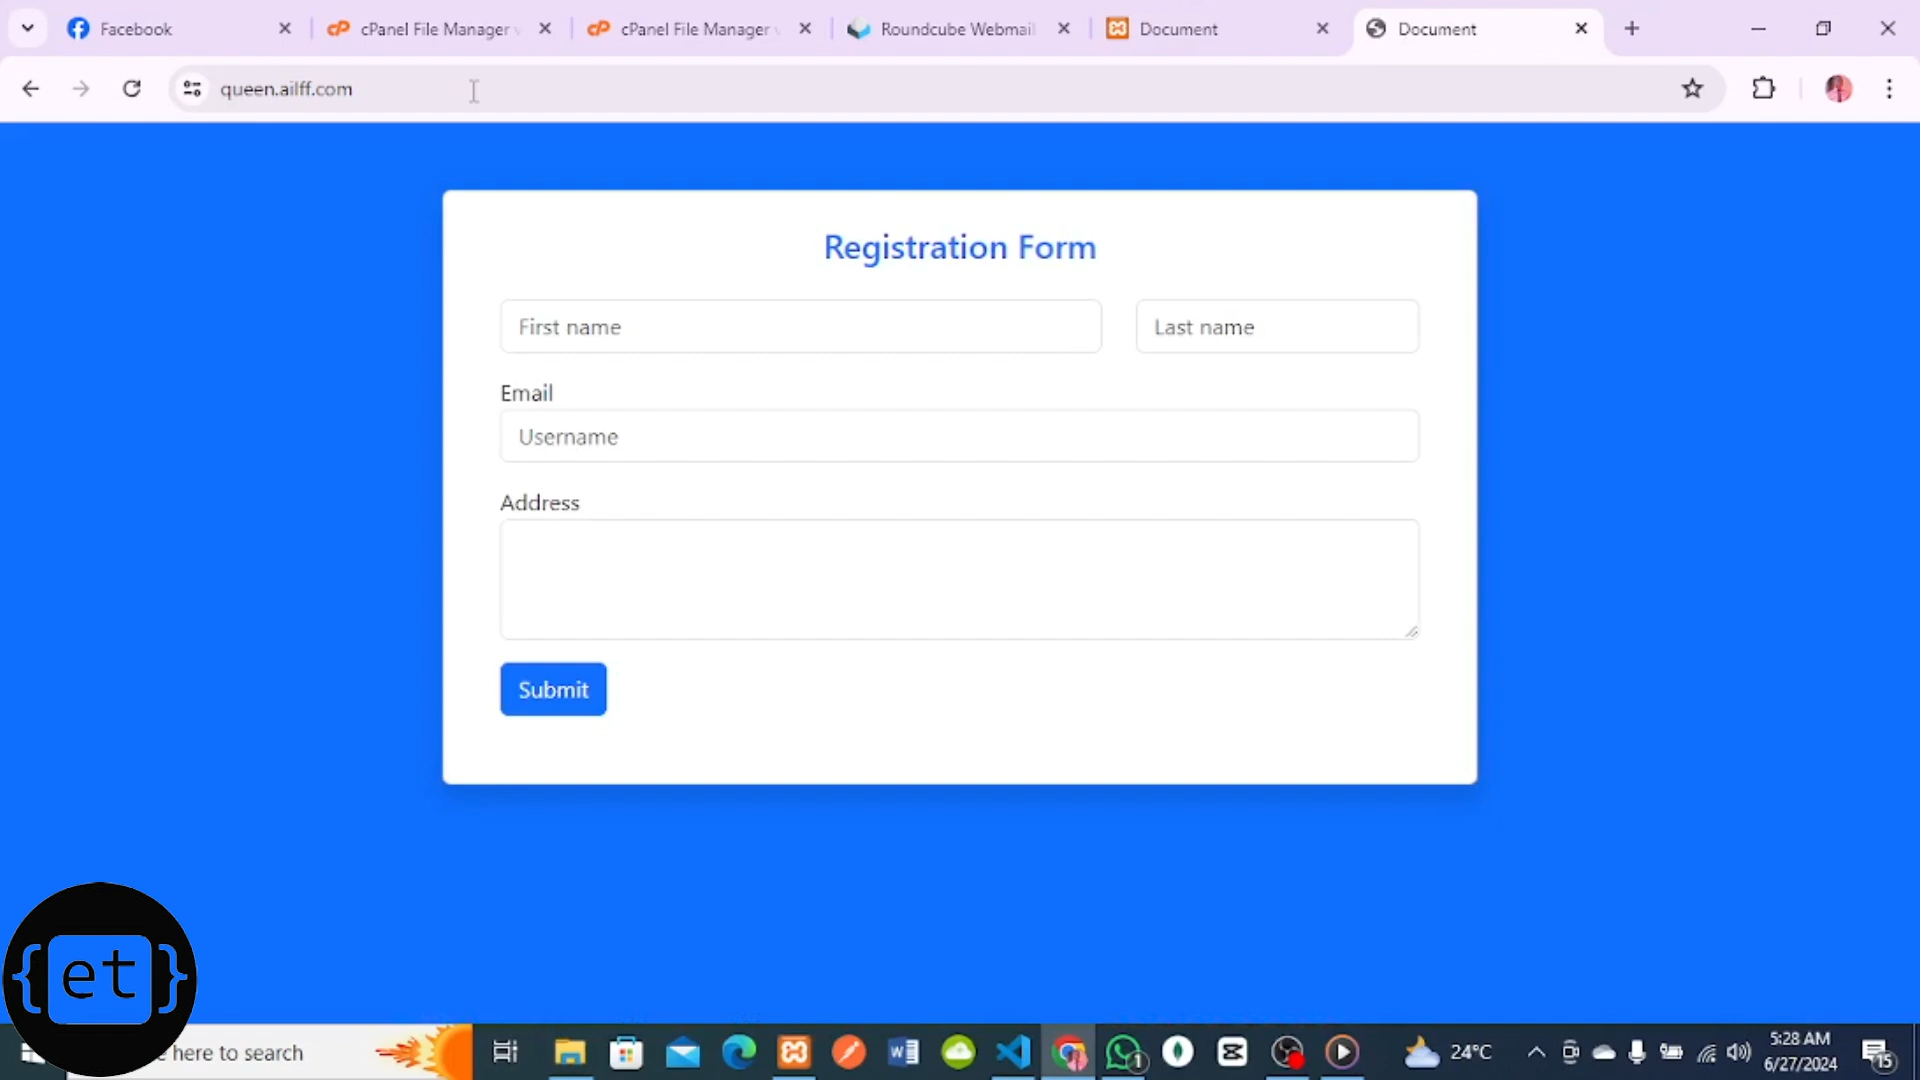 Facebook
cPanel File Manager v
cPanel File Manager v
Roundcube Webmail
Document
Document
queen.ailff.com
Registration Form
First name
Last name
Email
Username
Address
Submit
{et}
here to search
1
24°C
5:28 AM
6/27/2024
15